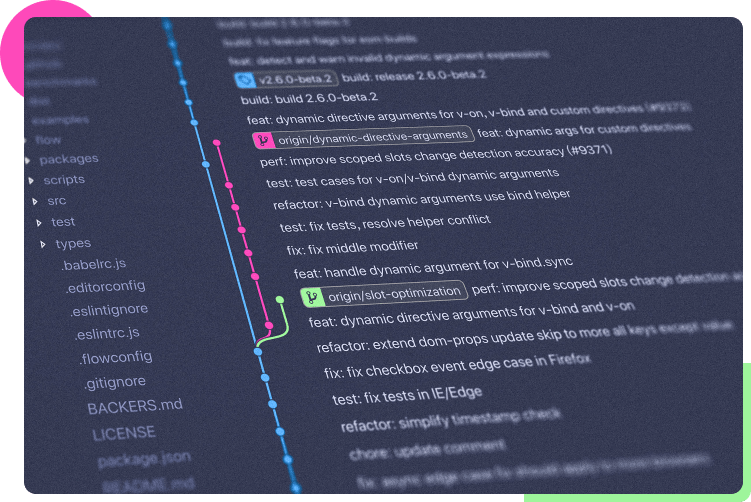 build: build 2.6.0-beta.3
build: fix feature flags for esm builds
feat: detect and warn invalid dynamic argument expressions
v2.6.0-beta.2 build: release 2.6.0-beta.2
build: build 2.6.0-beta.2
feat: dynamic directive arguments for v-on, v-bind and custom directives (#9373)
origin/dynamic-directive-arguments feat: dynamic args for custom directives
perf: improve scoped slots change detection accuracy (#9371)
test: test cases for v-on/v-bind dynamic arguments
refactor: v-bind dynamic arguments use bind helper
test: fix tests, resolve helper conflict
fix: fix middle modifier
feat: handle dynamic argument for v-bind.sync
origin/slot-optimization perf: improve scoped slots change detection
feat: dynamic directive arguments for v-bind and v-on
refactor: extend dom-props update skip to more all keys except value
fix: fix checkbox event edge case in Firefox
test: fix tests in IE/Edge
refactor: simplify timestamp check
chore: update comment
fix: async edge case fix should apply to more browsers
examples
flow
packages
scripts
src
test
types
.babelrc.js
.editorconfig
.eslintignore
.eslintrc.js
.flowconfig
.gitignore
BACKERS.md
LICENSE
package.json
README.md